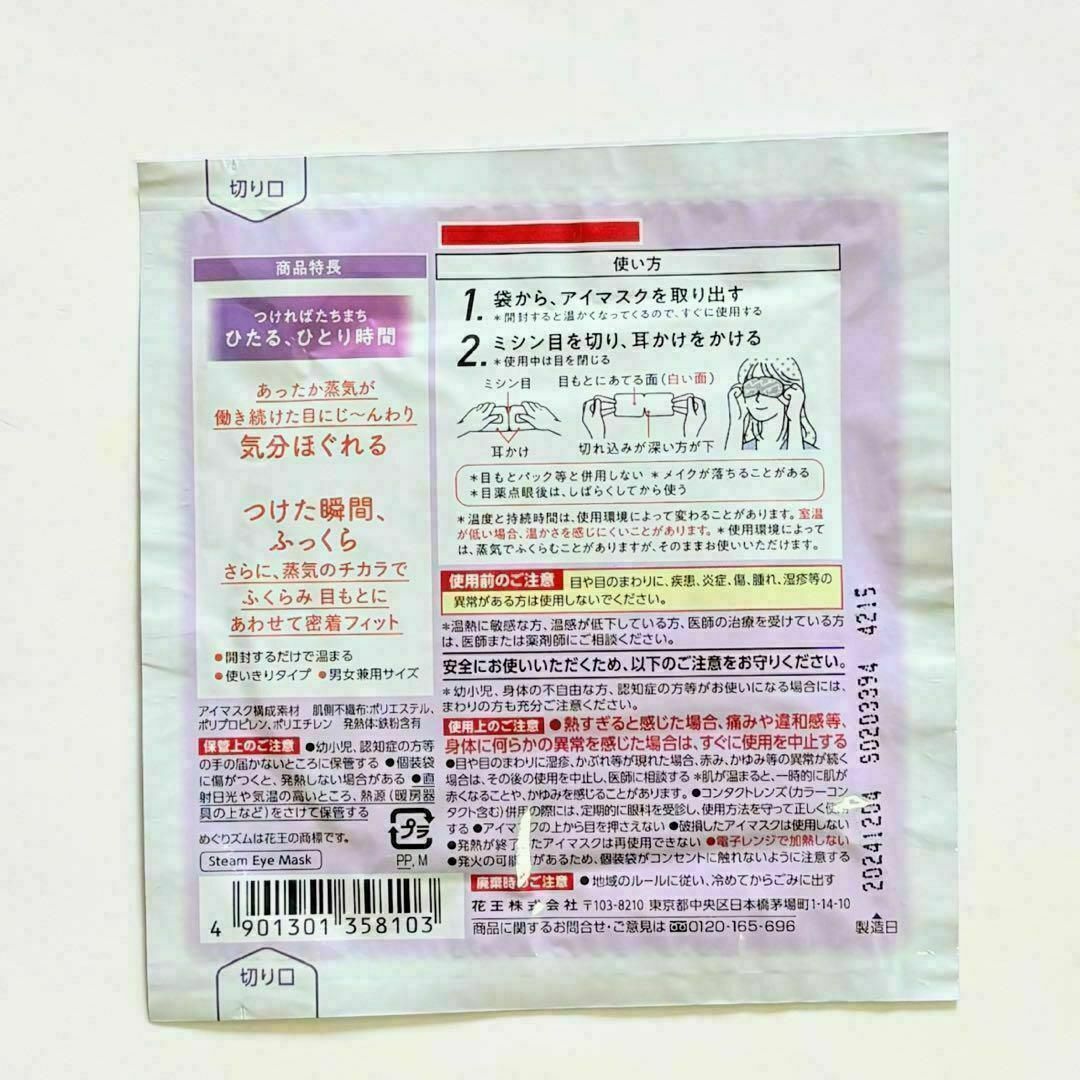 切り口
商品特長
つければたちまち
ひたる、ひとり時間
あったか蒸気が
働き続けた目にじ〜んわり
気分ほぐれる
つけた瞬間、
ふっくら
さらに、蒸気のチカラで
ふくらみ 目もとに
あわせて密着フィット
●開封するだけで温まる
●使いきりタイプ ●男女兼用サイズ
アイマスク構成素材 肌側不織布:ポリエステル、
ポリプロピレン、ポリエチレン 発熱体:鉄粉含有
保管上のご注意 ●幼小児、認知症の方等
の手の届かないところに保管する ●個装袋
に傷がつくと、発熱しない場合がある ●直
射日光や気温の高いところ、熱源(暖房器
具の上など)をさけて保管する
めぐりズムは花王の商標です。
Steam Eye Mask
プラ
PP, M
4 901301 358103
切り口
使い方
1. 袋から、アイマスクを取り出す
＊開封すると温かくなってくるので、すぐに使用する
2. ミシン目を切り、耳かけをかける
＊使用中は目を閉じる
ミシン目 目もとにあてる面(白い面)
耳かけ 切れ込みが深い方が下
＊目もとパック等と併用しない ＊メイクが落ちることがある
＊目薬点眼後は、しばらくしてから使う
＊温度と持続時間は、使用環境によって変わることがあります。室温
が低い場合、温かさを感じにくいことがあります。＊使用環境によって
は、蒸気でふくらむことがありますが、そのままお使いいただけます。
使用前のご注意 目や目のまわりに、疾患、炎症、傷、腫れ、湿疹等の
異常がある方は使用しないでください。
＊温熱に敏感な方、温感が低下している方、医師の治療を受けている方
は、医師または薬剤師にご相談ください。
安全にお使いいただくため、以下のご注意をお守りください。
＊幼小児、身体の不自由な方、認知症の方等がお使いになる場合には、
まわりの方も充分ご注意ください。
使用上のご注意 ●熱すぎると感じた場合、痛みや違和感等、
身体に何らかの異常を感じた場合は、すぐに使用を中止する
●目や目のまわりに湿疹、かぶれ等が現れた場合、赤み、かゆみ等の異常が続く
場合は、その後の使用を中止し、医師に相談する ＊肌が温まると、一時的に肌が
赤くなることや、かゆみを感じることがあります。●コンタクトレンズ(カラーコン
タクト含む)併用の際には、定期的に眼科を受診し、使用方法を守って正しく使用
する ●アイマスクの上から目を押さえない ●破損したアイマスクは使用しない
●発熱が終了したアイマスクは再使用できない ●電子レンジで加熱しない
●発火の可能 があるため、個装袋がコンセントに触れないように注意する
廃棄時のご注意 ●地域のルールに従い、冷めてからごみに出す
花王株式会社 〒103-8210 東京都中央区日本橋茅場町1-14-10
商品に関するお問合せ・ご意見は 0120-165-696
20241204 90203394 4215
製造日